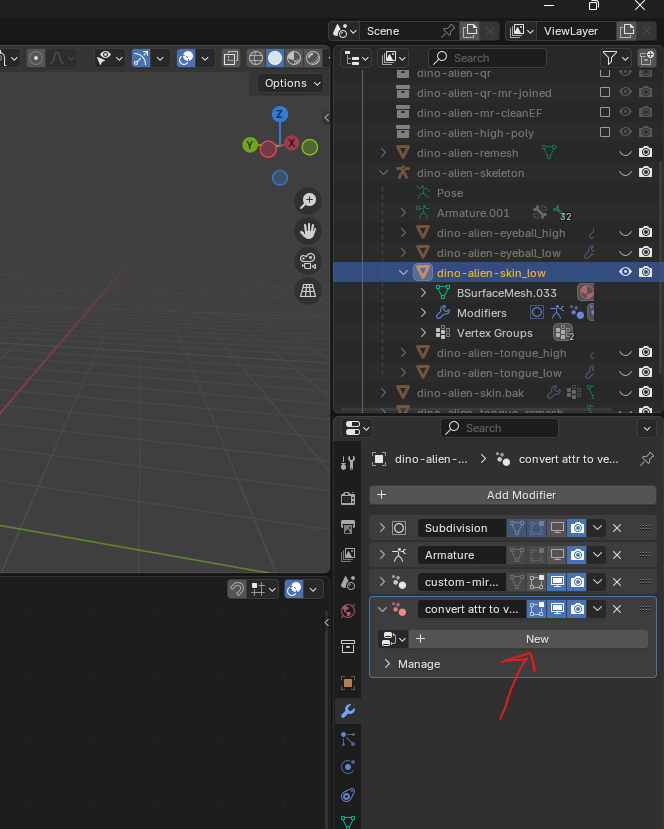 Scene
ViewLayer
Search
Options
Z
Y
X
dino-alien-qr
dino-alien-qr-mr-joined
dino-alien-mr-cleanEF
dino-alien-high-poly
dino-alien-remesh
dino-alien-skeleton
Pose
Armature.001
32
dino-alien-eyeball_high
dino-alien-eyeball_low
dino-alien-skin_low
BSurfaceMesh.033
Modifiers
Vertex Groups
2
dino-alien-tongue_high
dino-alien-tongue_low
dino-alien-skin.bak
dino-alien-tongue_remesh
Search
dino-alien-...
convert attr to ve...
Add Modifier
Subdivision
Armature
custom-mir...
convert attr to v...
New
Manage